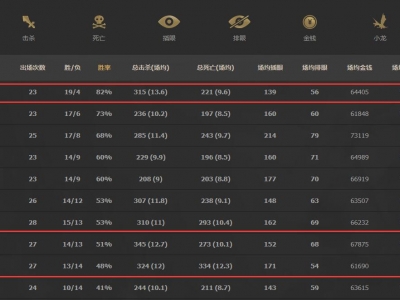 击杀 死亡 插眼 排眼 金钱 小龙
出场次数 胜/负 胜率 总击杀(场均) 总死亡(场均) 场均插眼 场均排眼 场均金钱 场均小龙
23 19/4 82% 315 (13.6) 221 (9.6) 139 56 64405
23 17/6 73% 236 (10.2) 197 (8.5) 160 60 61848
25 17/8 68% 285 (11.4) 243 (9.7) 214 79 73119
23 14/9 60% 229 (9.9) 196 (8.5) 160 71 64989
23 14/9 60% 208 (9) 203 (8.8) 177 70 66919
26 14/12 53% 307 (11.8) 238 (9.1) 148 63 63507
28 15/13 53% 310 (11) 293 (10.4) 162 69 66232
27 14/13 51% 345 (12.7) 273 (10.1) 152 68 67875
27 13/14 48% 324 (12) 334 (12.3) 171 54 61690
24 10/14 41% 244 (10.1) 211 (8.7) 143 59 63615